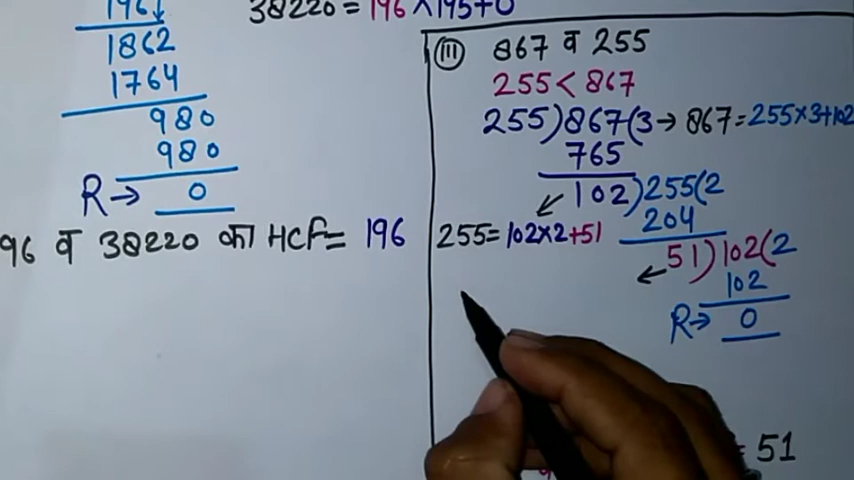 196↓
1862
1764
980
980
R→ 0
96 व 38220 का HCF= 196
38220 = 196×195+0
III 867 व 255
255 < 867
255)867(3→ 867=255×3+102
765
102)255(2
204
255=102×2+51
51)102(2
102
R→ 0
= 51